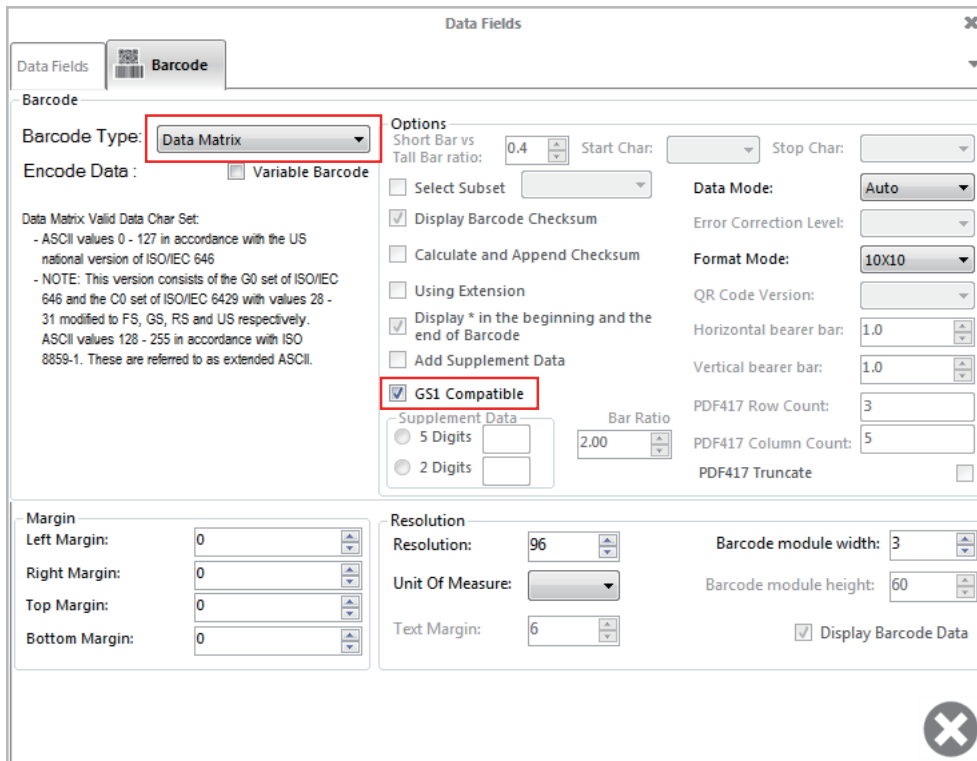 Data Fields
Data Fields
Barcode
Barcode
Barcode Type:
Data Matrix
Encode Data :
Variable Barcode
Data Matrix Valid Data Char Set:
- ASCII values 0 - 127 in accordance with the US
national version of ISO/IEC 646
- NOTE: This version consists of the G0 set of ISO/IEC
646 and the C0 set of ISO/IEC 6429 with values 28 -
31 modified to FS, GS, RS and US respectively.
ASCII values 128 - 255 in accordance with ISO
8859-1. These are referred to as extended ASCII.
Options
Short Bar vs
Tall Bar ratio:
0.4
Start Char:
Stop Char:
Select Subset
Display Barcode Checksum
Calculate and Append Checksum
Using Extension
Display * in the beginning and the
end of Barcode
Add Supplement Data
GS1 Compatible
Supplement Data
5 Digits
2 Digits
Bar Ratio
2.00
Data Mode:
Auto
Error Correction Level:
Format Mode:
10X10
QR Code Version:
Horizontal bearer bar:
1.0
Vertical bearer bar:
1.0
PDF417 Row Count:
3
PDF417 Column Count:
5
PDF417 Truncate
Margin
Left Margin:
0
Right Margin:
0
Top Margin:
0
Bottom Margin:
0
Resolution
Resolution:
96
Unit Of Measure:
Text Margin:
6
Barcode module width:
3
Barcode module height:
60
Display Barcode Data